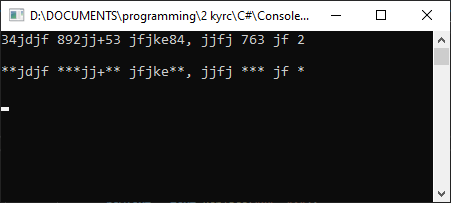 D:\DOCUMENTS\programming\2 kyrc\C#\Console...
34jdjf 892jj+53 jfjke84, jjfj 763 jf 2
**jdjf ***jj+** jfjke**, jjfj *** jf *